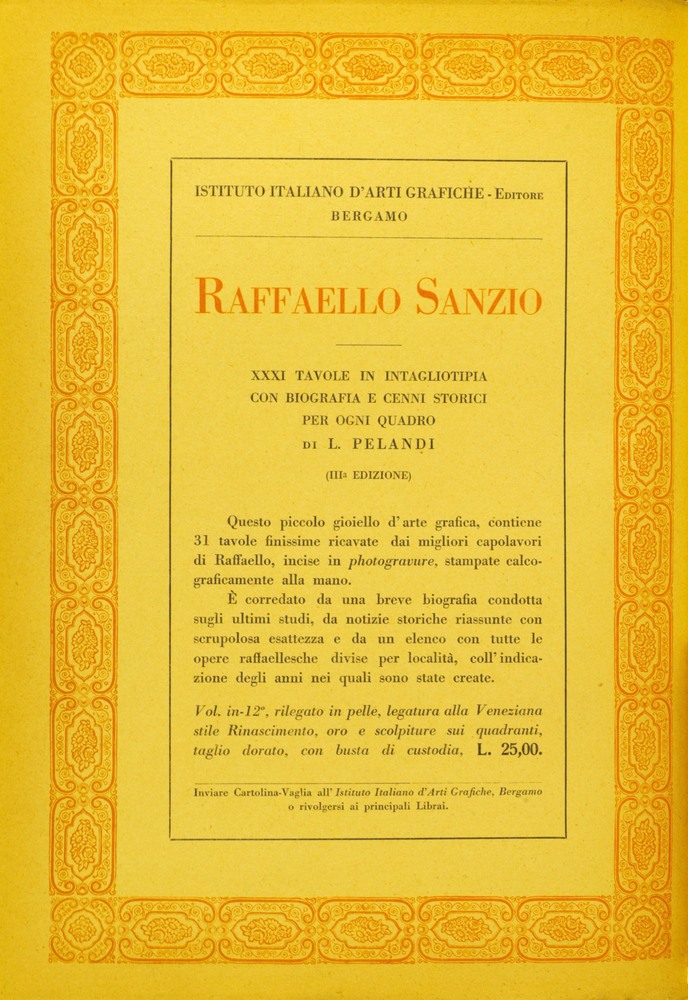 ISTITUTO ITALIANO D'ARTI GRAFICHE - EDITORE
BERGAMO
RAFFAELLO SANZIO
XXXI TAVOLE IN INTAGLIOTIPIA
CON BIOGRAFIA E CENNI STORICI
PER OGNI QUADRO
DI L. PELANDI
(IIIa EDIZIONE)
Questo piccolo gioiello d'arte grafica, contiene
31 tavole finissime ricavate dai migliori capolavori
di Raffaello, incise in photogravure, stampate calco-
graficamente alla mano.
È corredato da una breve biografia condotta
sugli ultimi studi, da notizie storiche riassunte con
scrupolosa esattezza e da un elenco con tutte le
opere raffaellesche divise per località, coll'indica-
zione degli anni nei quali sono state create.
Vol. in-12º, rilegato in pelle, legatura alla Veneziana
stile Rinascimento, oro e scolpiture sui quadranti,
taglio dorato, con busta di custodia, L. 25,00.
Inviare Cartolina-Vaglia all'Istituto Italiano d'Arti Grafiche, Bergamo
o rivolgersi ai principali Librai.